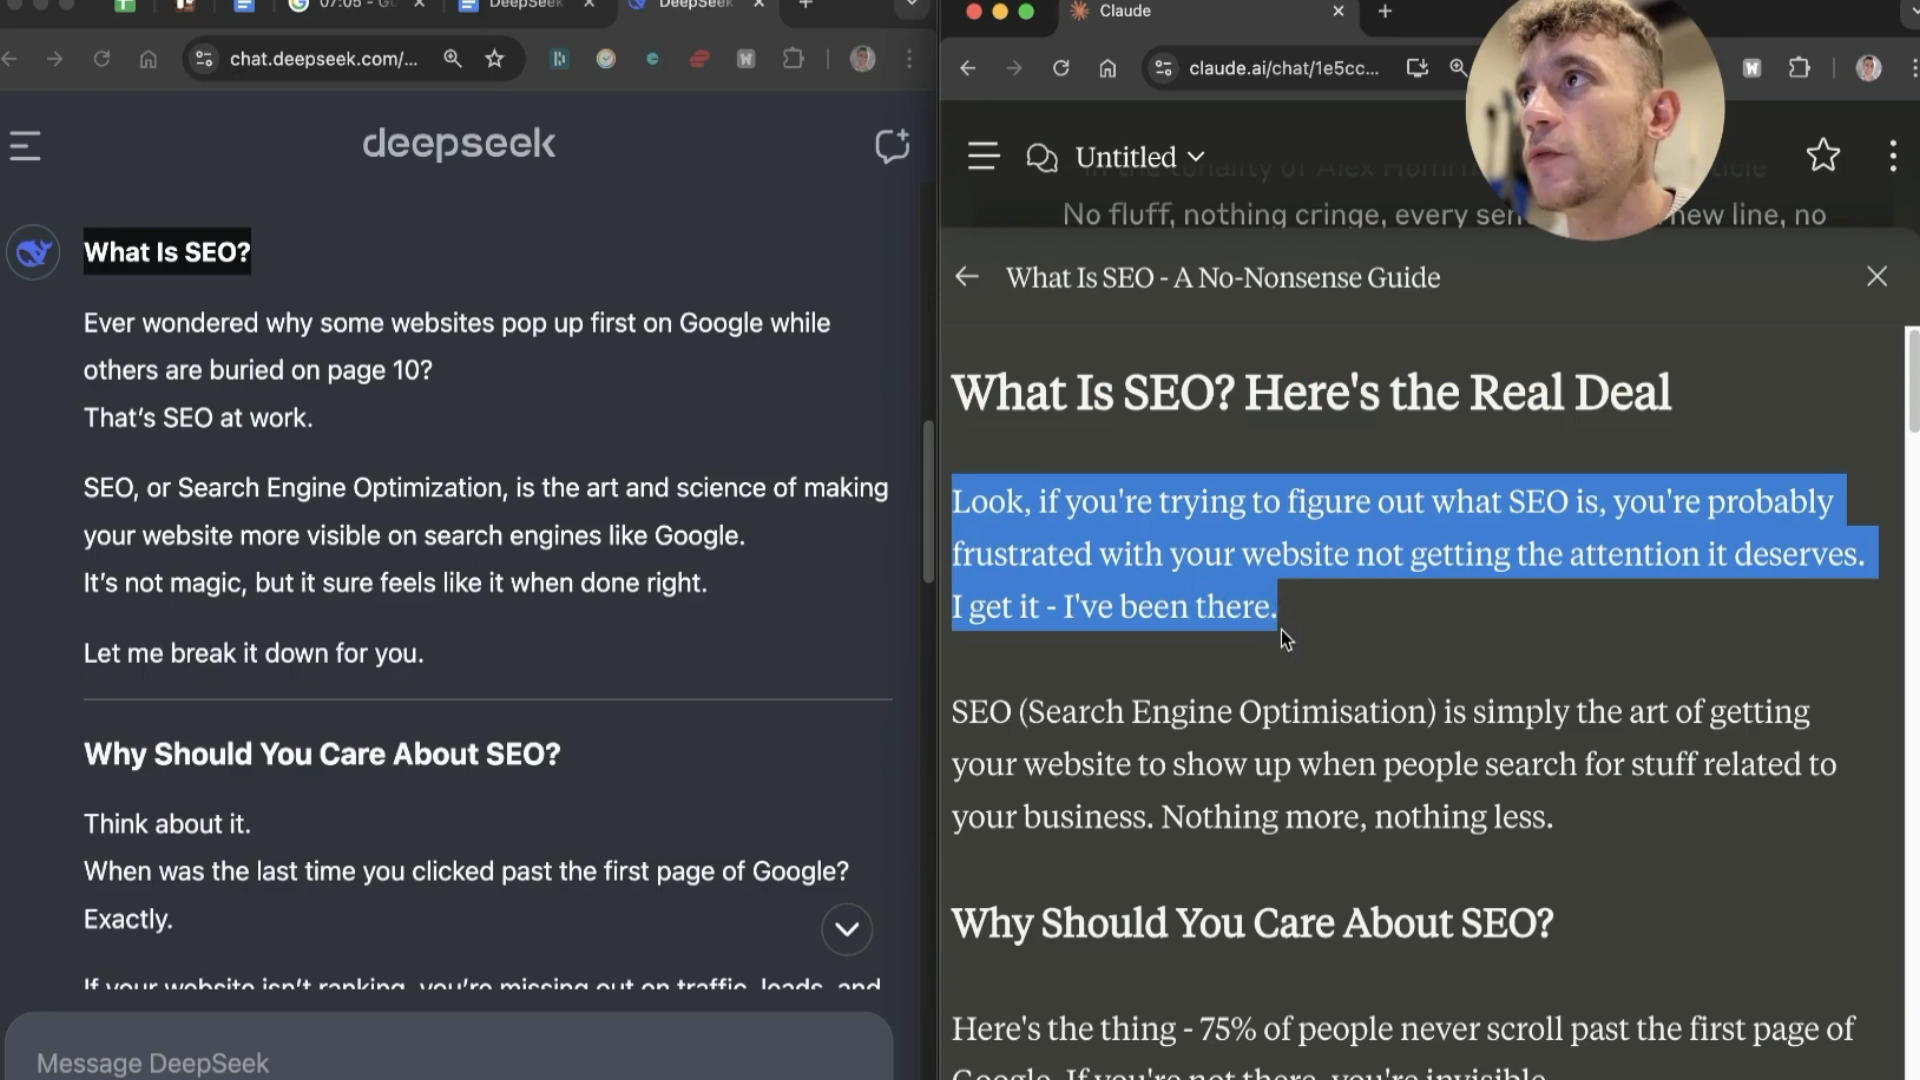 07:05 - G
DeepSeek
DeepSeek
chat.deepseek.com/...
deepseek
What Is SEO?
Ever wondered why some websites pop up first on Google while
others are buried on page 10?
That’s SEO at work.
SEO, or Search Engine Optimization, is the art and science of making
your website more visible on search engines like Google.
It’s not magic, but it sure feels like it when done right.
Let me break it down for you.
Why Should You Care About SEO?
Think about it.
When was the last time you clicked past the first page of Google?
Exactly.
If your website isn’t ranking, you’re missing out on traffic, leads, and
Message DeepSeek
Claude
claude.ai/chat/1e5cc...
W
W
Untitled
in the tonality of Alex
No fluff, nothing cringe, every new line, no
What Is SEO - A No-Nonsense Guide
What Is SEO? Here's the Real Deal
Look, if you're trying to figure out what SEO is, you're probably
frustrated with your website not getting the attention it deserves.
I get it - I've been there.
SEO (Search Engine Optimisation) is simply the art of getting
your website to show up when people search for stuff related to
your business. Nothing more, nothing less.
Why Should You Care About SEO?
Here's the thing - 75% of people never scroll past the first page of
Google. If you're not there, you're invisible.